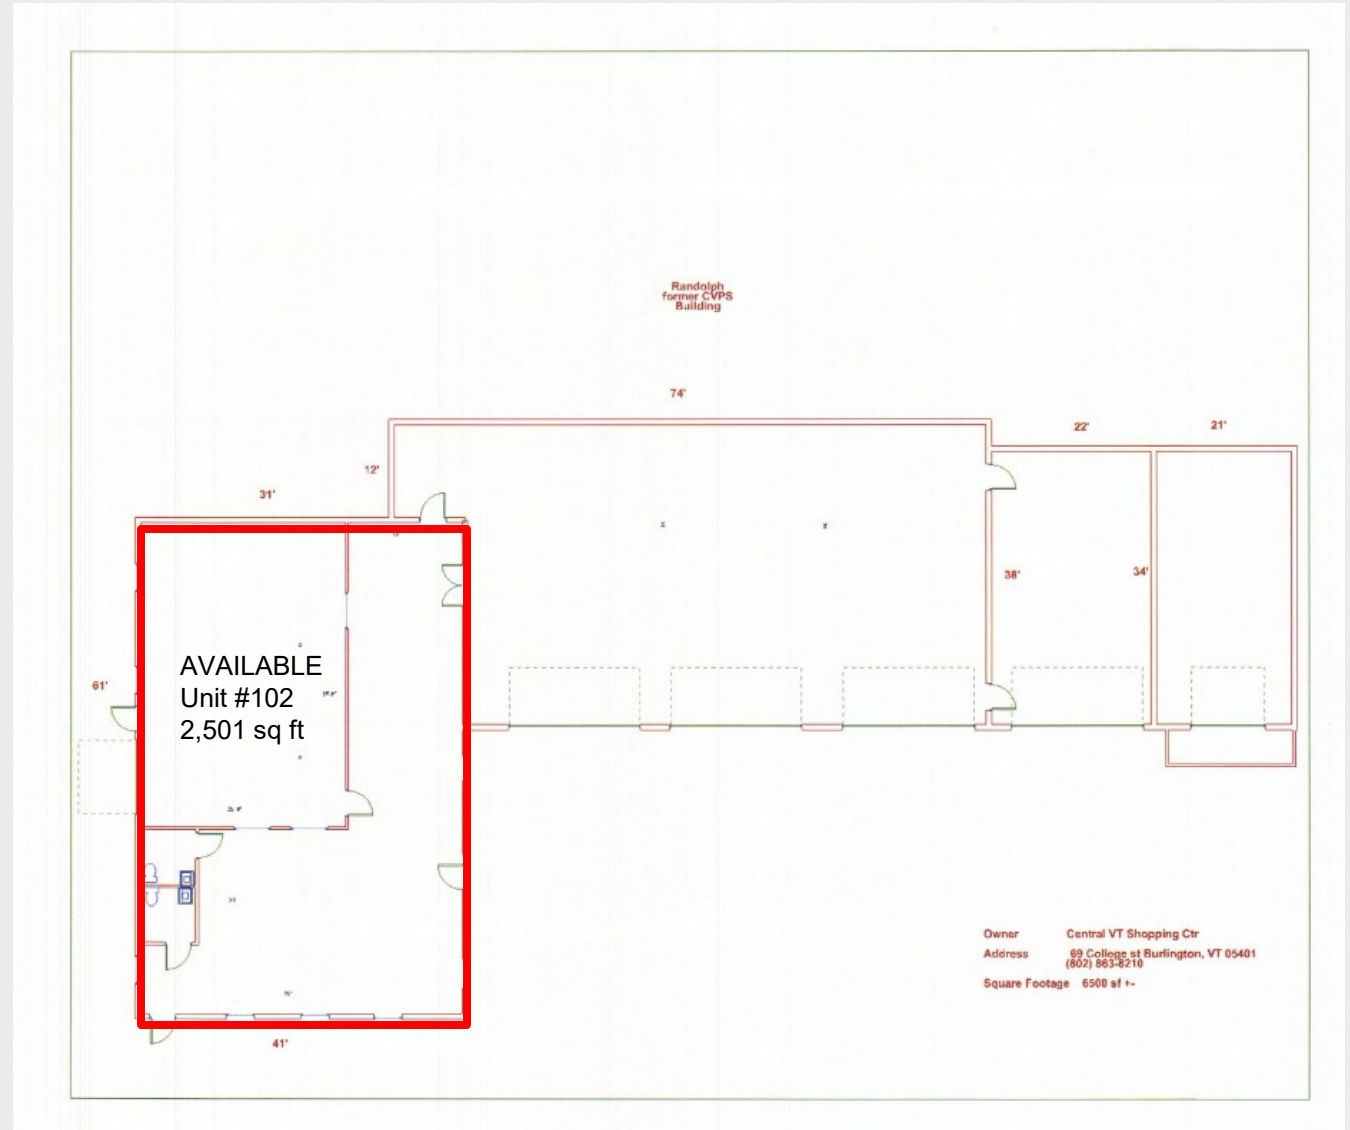 Randolph
former CVPS
Building
74'
22'
21'
12'
31'
38'
34'
AVAILABLE
Unit #102
2,501 sq ft
61'
41'
Owner Central VT Shopping Ctr
Address 69 College st Burlington, VT 05401
(802) 863-8210
Square Footage 6500 sf +-